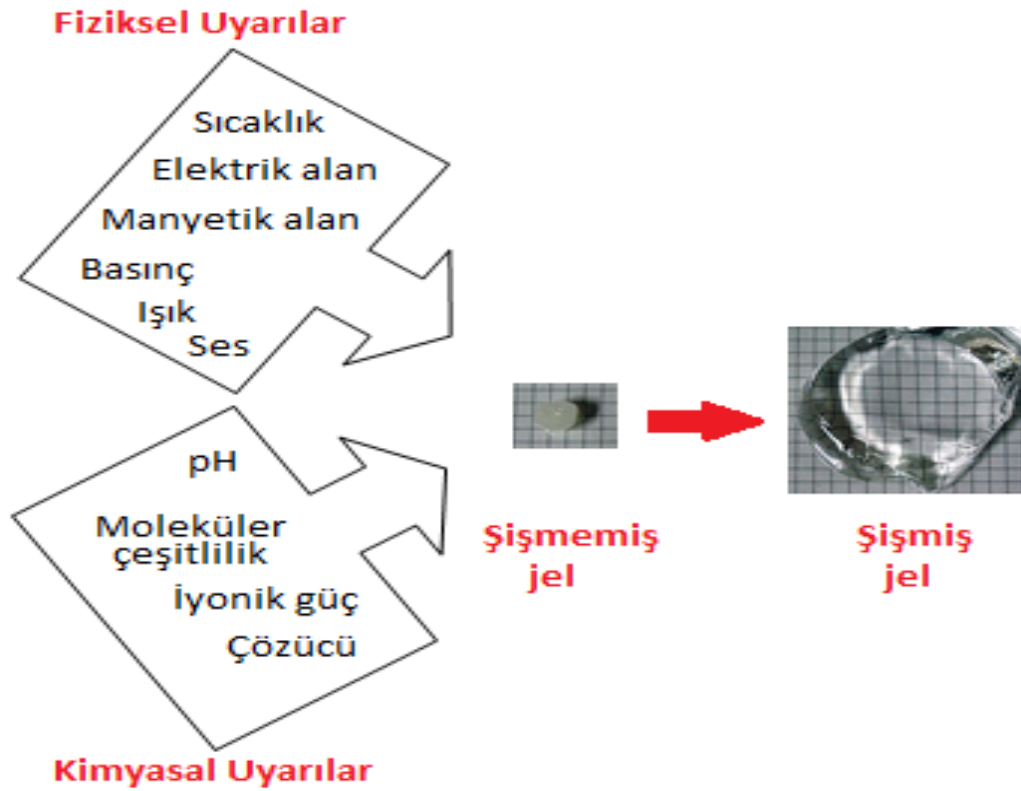 Fiziksel Uyarılar
Sıcaklık
Elektrik alan
Manyetik alan
Basınç
Işık
Ses
pH
Moleküler
çeşitlilik
İyonik güç
Çözücü
Kimyasal Uyarılar
Şişmemiş
jel
Şişmiş
jel